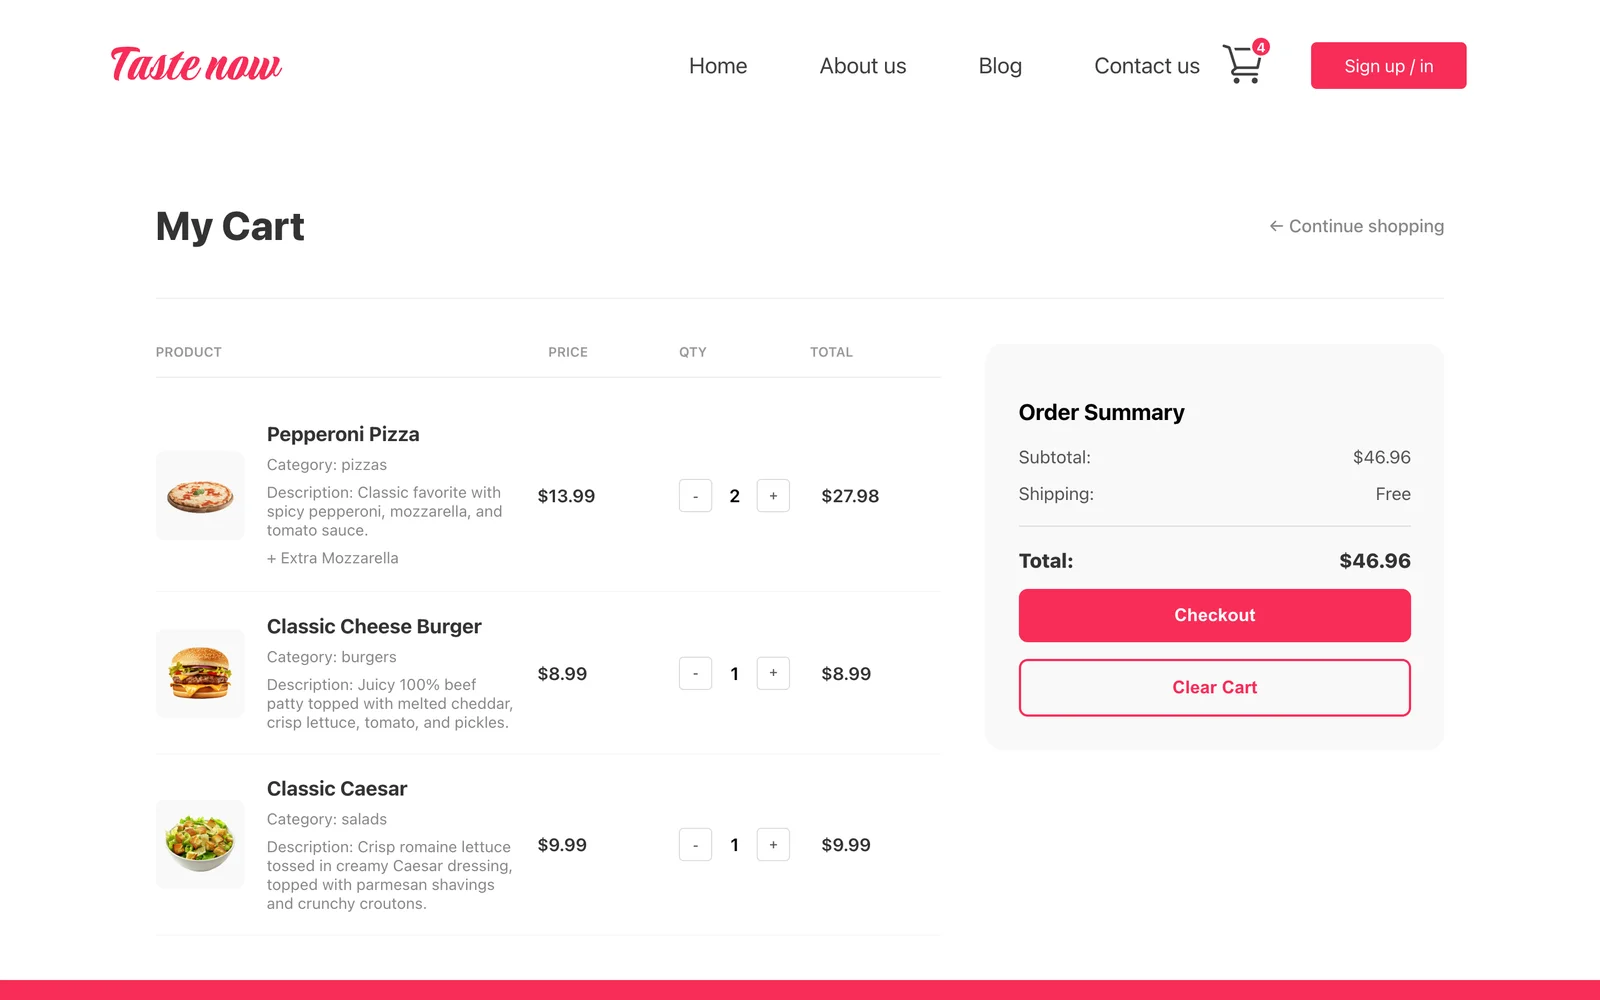 Taste now
Home
About us
Blog
Contact us
4
Sign up / in
My Cart
← Continue shopping
PRODUCT
PRICE
QTY
TOTAL
Pepperoni Pizza
Category: pizzas
Description: Classic favorite with
spicy pepperoni, mozzarella, and
tomato sauce.
+ Extra Mozzarella
$13.99
- 2 +
$27.98
Classic Cheese Burger
Category: burgers
Description: Juicy 100% beef
patty topped with melted cheddar,
crisp lettuce, tomato, and pickles.
$8.99
- 1 +
$8.99
Classic Caesar
Category: salads
Description: Crisp romaine lettuce
tossed in creamy Caesar dressing,
topped with parmesan shavings
and crunchy croutons.
$9.99
- 1 +
$9.99
Order Summary
Subtotal: $46.96
Shipping: Free
Total: $46.96
Checkout
Clear Cart